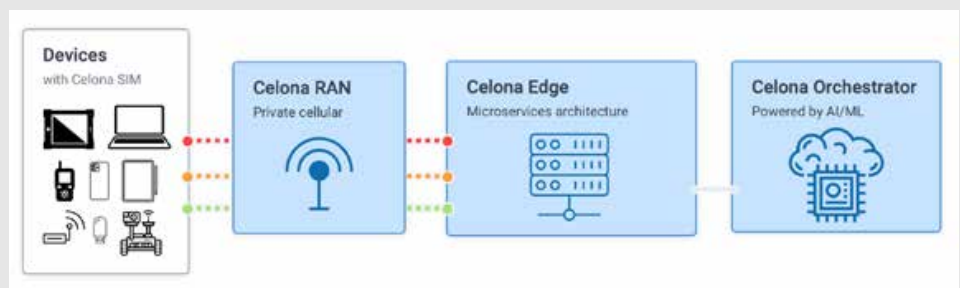 Devices
with Celona SIM
Celona RAN
Private cellular
Celona Edge
Microservices architecture
Celona Orchestrator
Powered by AI/ML